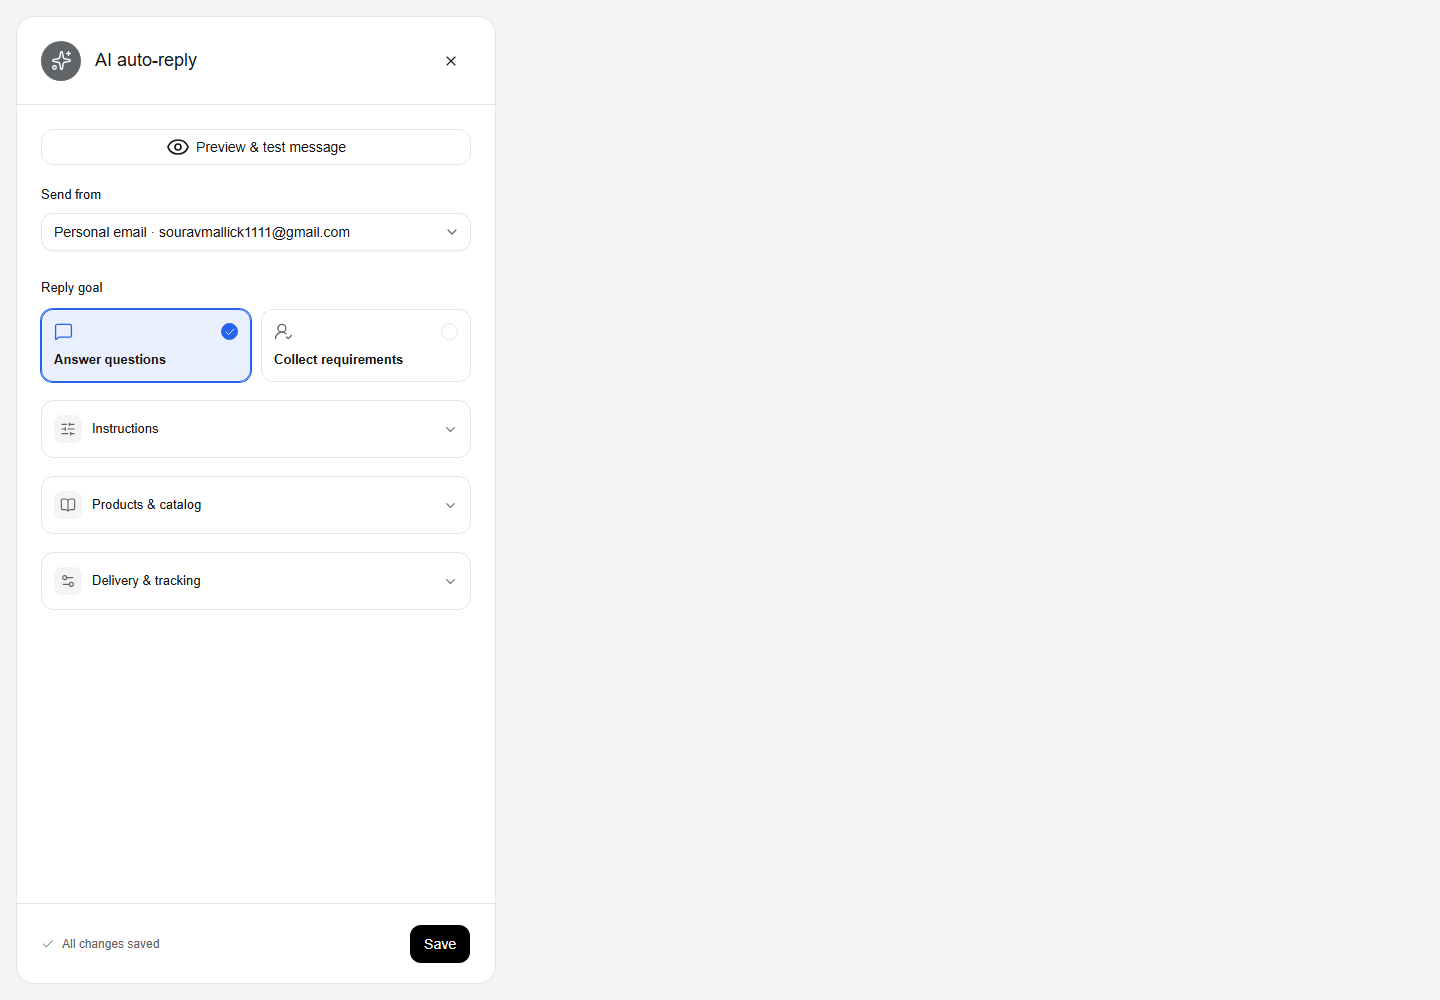 AI auto-reply
Preview & test message
Send from
Personal email · souravmallick1111@gmail.com
Reply goal
Answer questions
Collect requirements
Instructions
Products & catalog
Delivery & tracking
All changes saved
Save